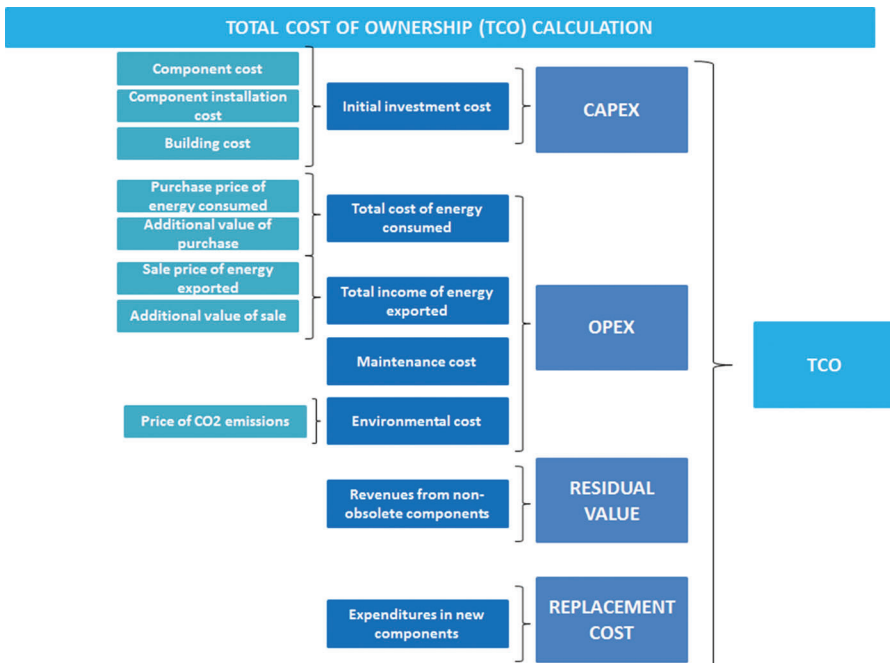 TOTAL COST OF OWNERSHIP (TCO) CALCULATION
Component cost
Component installation
cost
Building cost
Initial investment cost
CAPEX
Purchase price of
energy consumed
Additional value of
purchase
Total cost of energy
consumed
Sale price of energy
exported
Additional value of sale
Total income of energy
exported
Maintenance cost
Price of CO2 emissions
Environmental cost
OPEX
Revenues from non-
obsolete components
RESIDUAL
VALUE
Expenditures in new
components
REPLACEMENT
COST
TCO